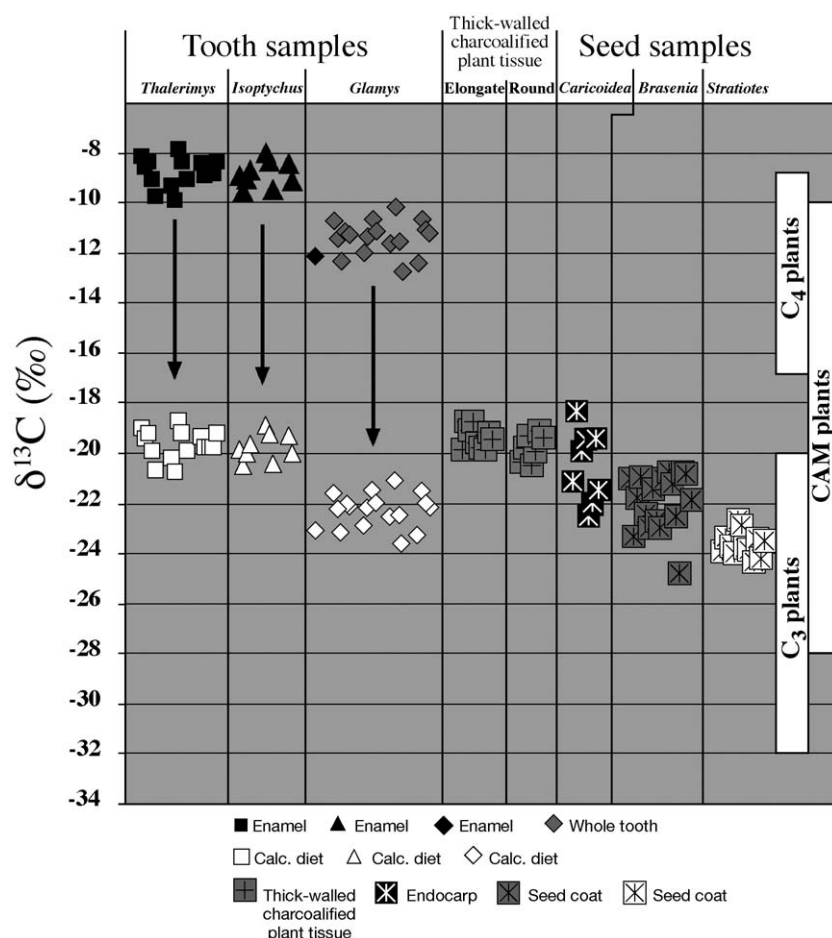 Tooth samples
Thick-walled
charcoalified
plant tissue
Seed samples
Thalerimys
Isoptychus
Glamys
Elongate
Round
Caricoidea
Brasenia
Stratiotes
δ13C (‰)
-8
-10
-12
-14
-16
-18
-20
-22
-24
-26
-28
-30
-32
-34
C4 plants
CAM plants
C3 plants
Enamel
Enamel
Enamel
Whole tooth
Calc. diet
Calc. diet
Calc. diet
Thick-walled
charcoalified
plant tissue
Endocarp
Seed coat
Seed coat